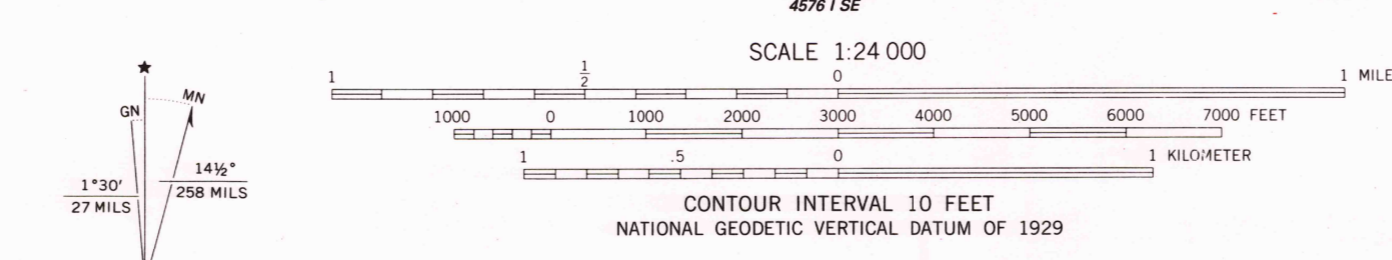 4576 I SE
SCALE 1:24 000
1 ½ 0 1 MILE
1000 0 1000 2000 3000 4000 5000 6000 7000 FEET
1 .5 0 1 KILOMETER
CONTOUR INTERVAL 10 FEET
NATIONAL GEODETIC VERTICAL DATUM OF 1929
★
GN
MN
1°30′
27 MILS
14½°
258 MILS